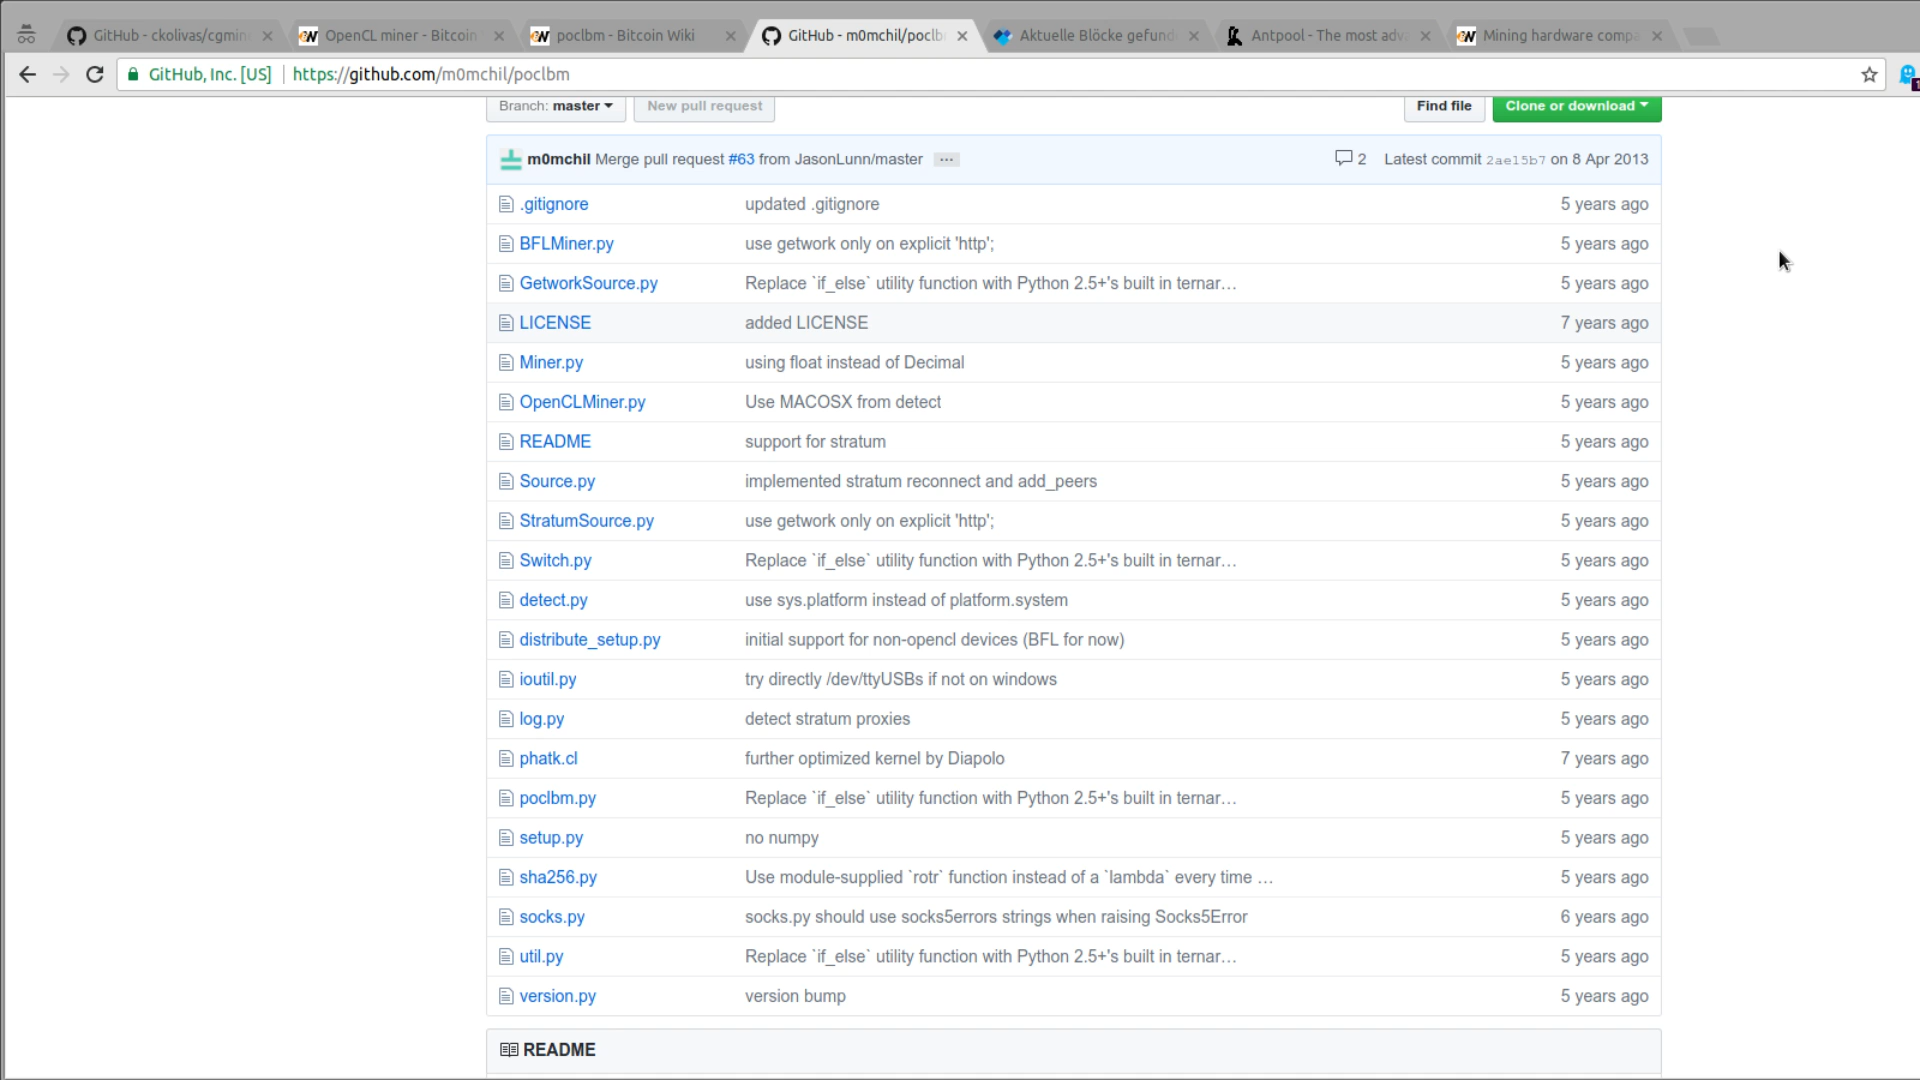 GitHub - ckolivas/cgmin
OpenCL miner - Bitcoin
poclbm - Bitcoin Wiki
GitHub - m0mchil/poclb
Aktuelle Blöcke gefund
Antpool - The most adv
Mining hardware compa
GitHub, Inc. [US] https://github.com/m0mchil/poclbm
Branch: master New pull request Find file Clone or download
m0mchil Merge pull request #63 from JasonLunn/master ... 2 Latest commit 2ae15b7 on 8 Apr 2013
.gitignore updated .gitignore 5 years ago
BFLMiner.py use getwork only on explicit 'http'; 5 years ago
GetworkSource.py Replace `if_else` utility function with Python 2.5+'s built in ternar… 5 years ago
LICENSE added LICENSE 7 years ago
Miner.py using float instead of Decimal 5 years ago
OpenCLMiner.py Use MACOSX from detect 5 years ago
README support for stratum 5 years ago
Source.py implemented stratum reconnect and add_peers 5 years ago
StratumSource.py use getwork only on explicit 'http'; 5 years ago
Switch.py Replace `if_else` utility function with Python 2.5+'s built in ternar… 5 years ago
detect.py use sys.platform instead of platform.system 5 years ago
distribute_setup.py initial support for non-opencl devices (BFL for now) 5 years ago
ioutil.py try directly /dev/ttyUSBs if not on windows 5 years ago
log.py detect stratum proxies 5 years ago
phatk.cl further optimized kernel by Diapolo 7 years ago
poclbm.py Replace `if_else` utility function with Python 2.5+'s built in ternar… 5 years ago
setup.py no numpy 5 years ago
sha256.py Use module-supplied `rotr` function instead of a `lambda` every time … 5 years ago
socks.py socks.py should use socks5errors strings when raising Socks5Error 6 years ago
util.py Replace `if_else` utility function with Python 2.5+'s built in ternar… 5 years ago
version.py version bump 5 years ago
README